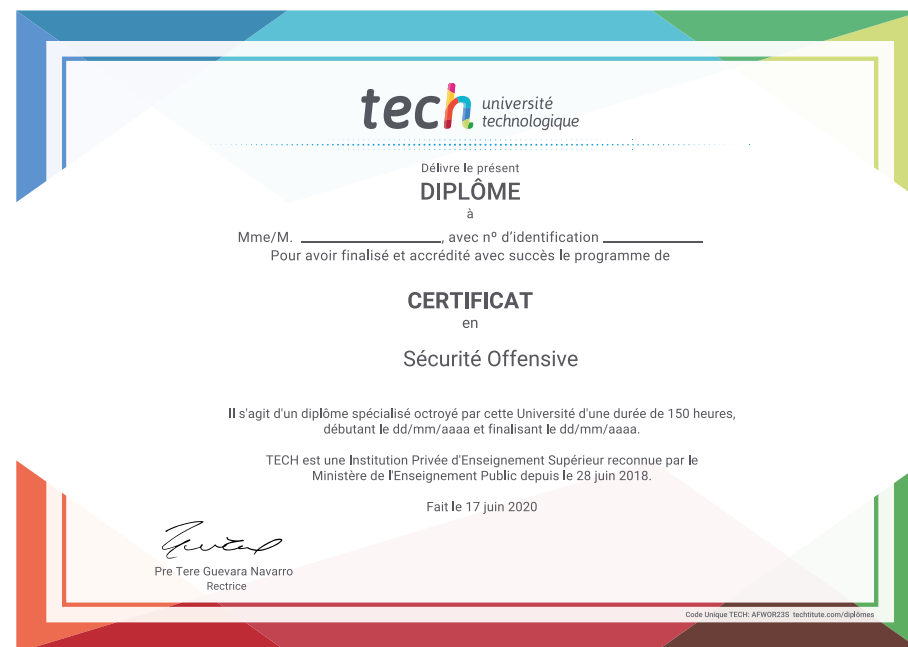 tech université
technologique
Délivre le présent
DIPLÔME
à
Mme/M. ____________________, avec nº d'identification ______________
Pour avoir finalisé et accrédité avec succès le programme de
CERTIFICAT
en
Sécurité Offensive
Il s'agit d'un diplôme spécialisé octroyé par cette Université d'une durée de 150 heures,
débutant le dd/mm/aaaa et finalisant le dd/mm/aaaa.
TECH est une Institution Privée d'Enseignement Supérieur reconnue par le
Ministère de l'Enseignement Public depuis le 28 juin 2018.
Fait le 17 juin 2020
Pre Tere Guevara Navarro
Rectrice
Code Unique TECH: AFWOR23S techtitute.com/diplômes